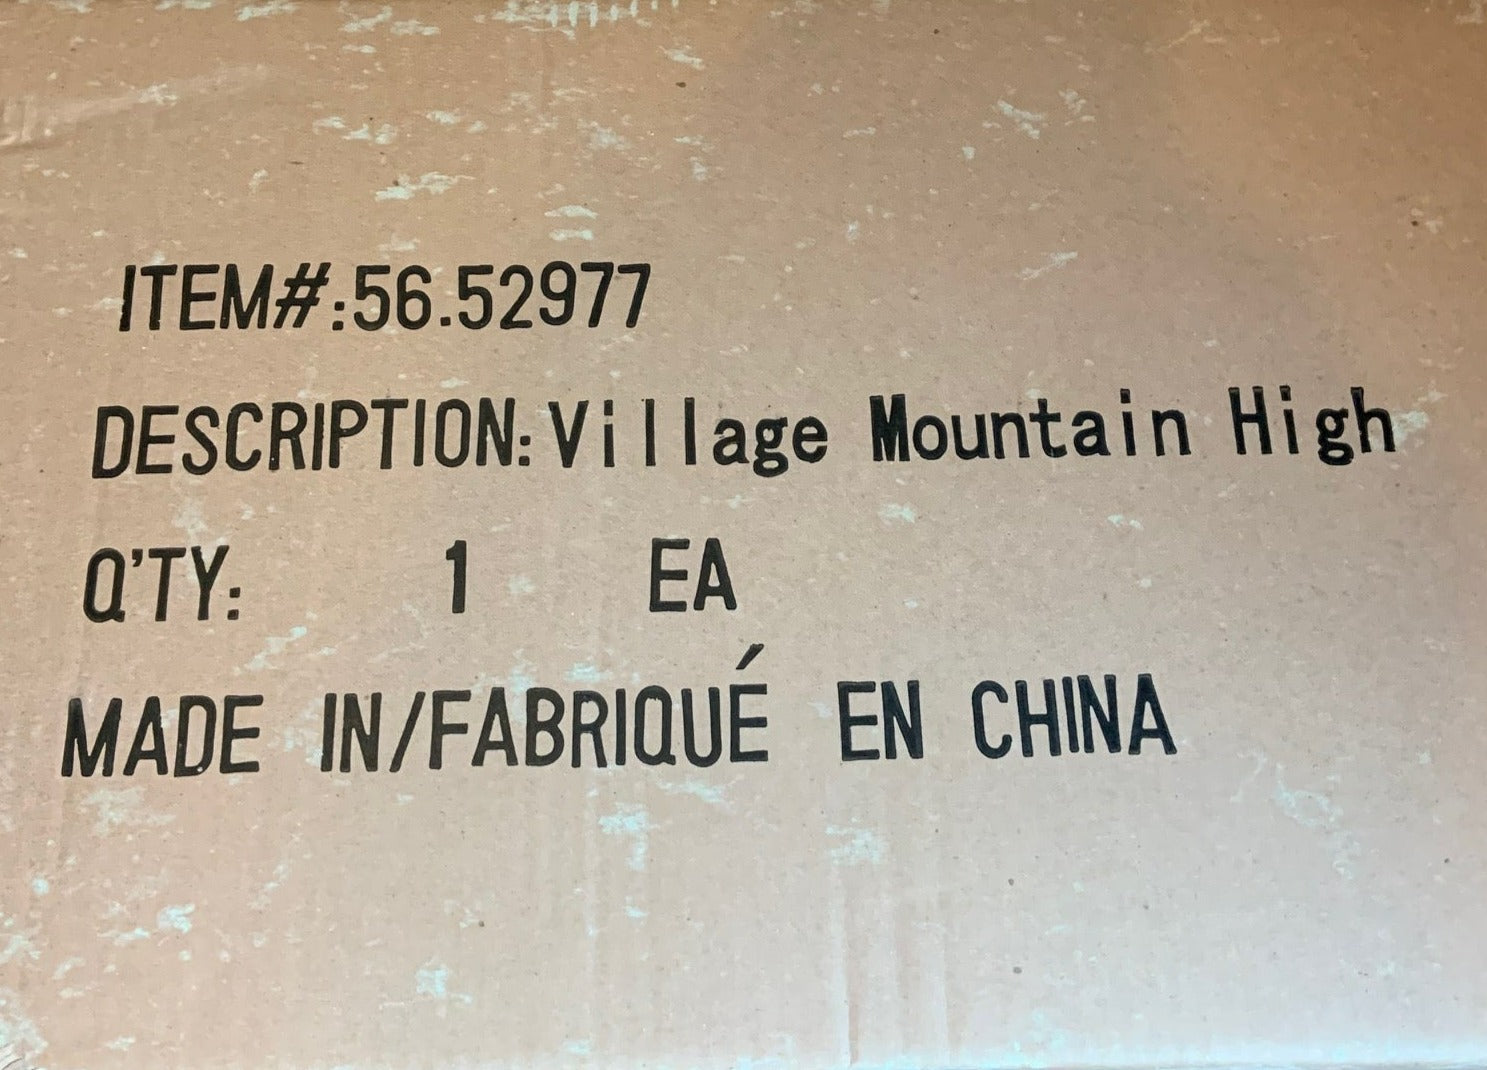 ITEM#:56.52977
DESCRIPTION:Village Mountain High
Q'TY: 1 EA
MADE IN/FABRIQUÉ EN CHINA